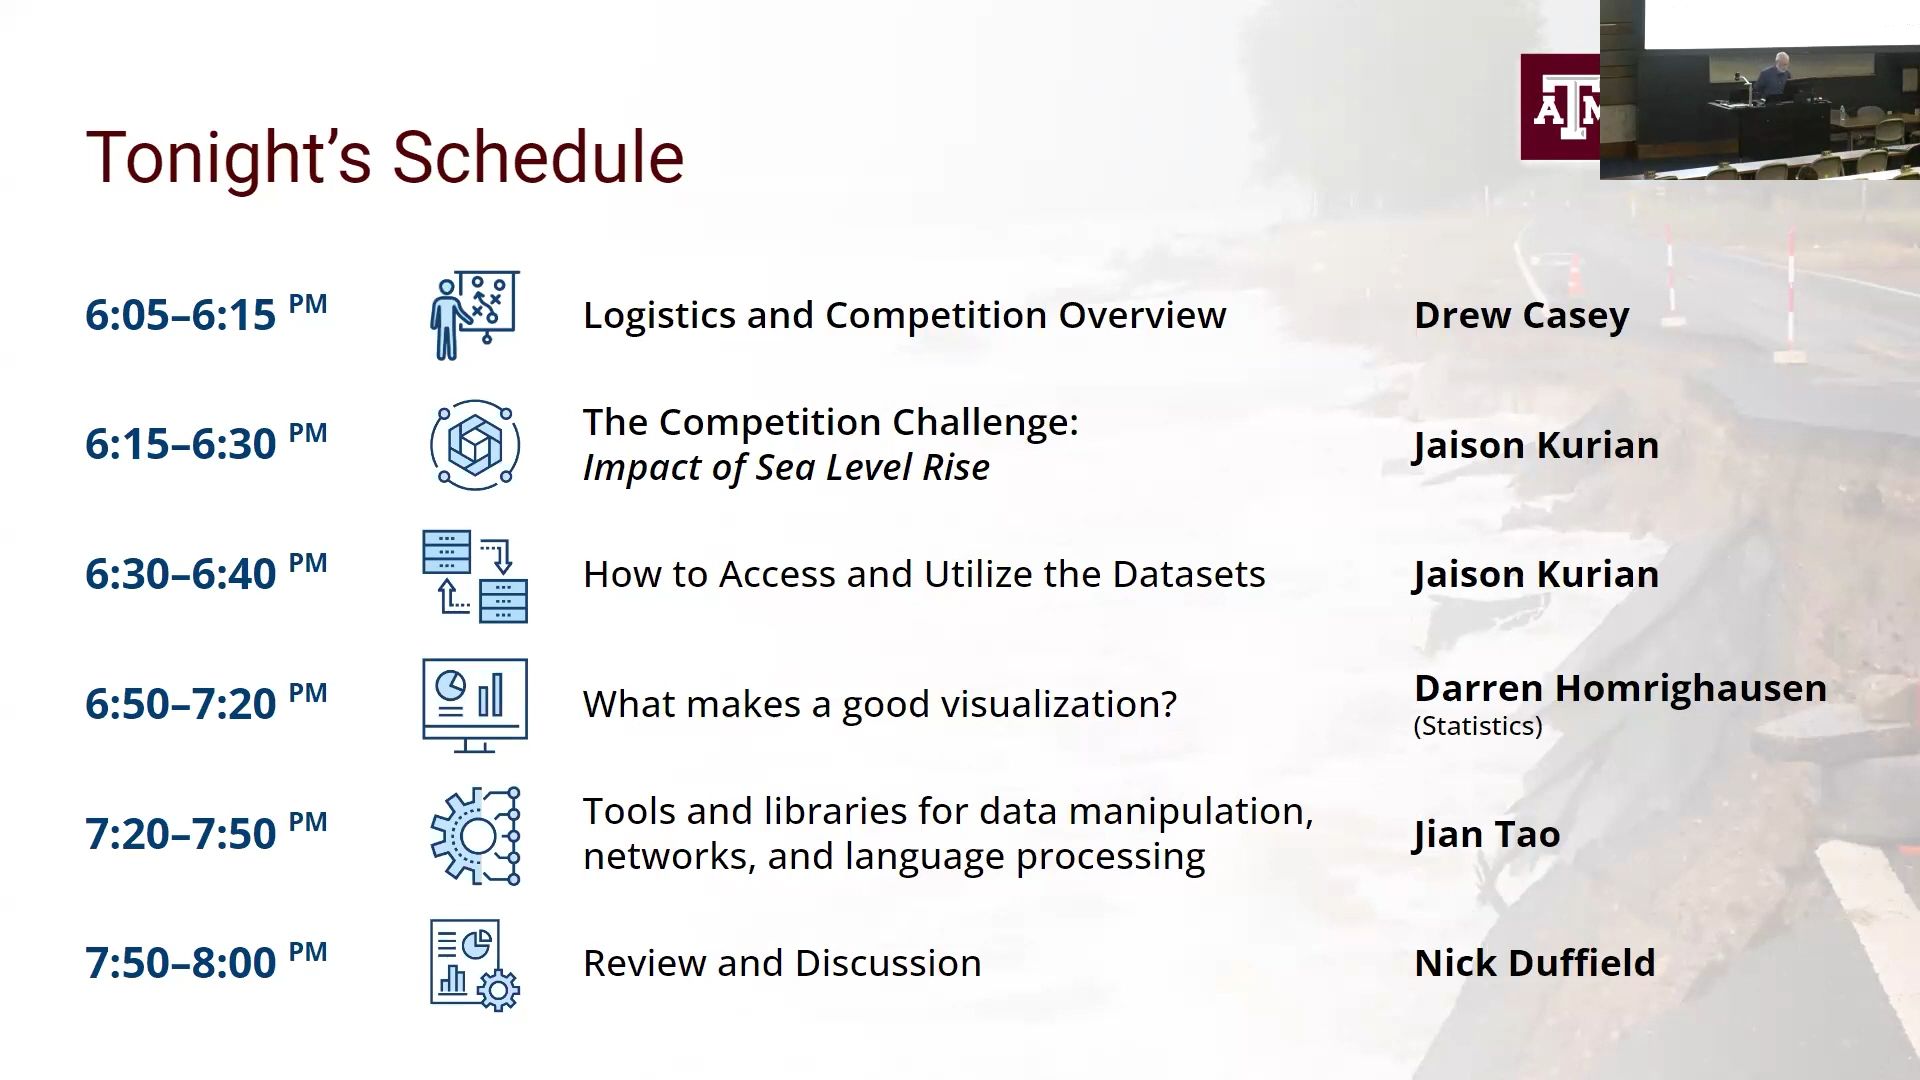 Tonight’s Schedule
ATM
6:05–6:15 PM
Logistics and Competition Overview
Drew Casey
6:15–6:30 PM
The Competition Challenge:
Impact of Sea Level Rise
Jaison Kurian
6:30–6:40 PM
How to Access and Utilize the Datasets
Jaison Kurian
6:50–7:20 PM
What makes a good visualization?
Darren Homrighausen
(Statistics)
7:20–7:50 PM
Tools and libraries for data manipulation,
networks, and language processing
Jian Tao
7:50–8:00 PM
Review and Discussion
Nick Duffield